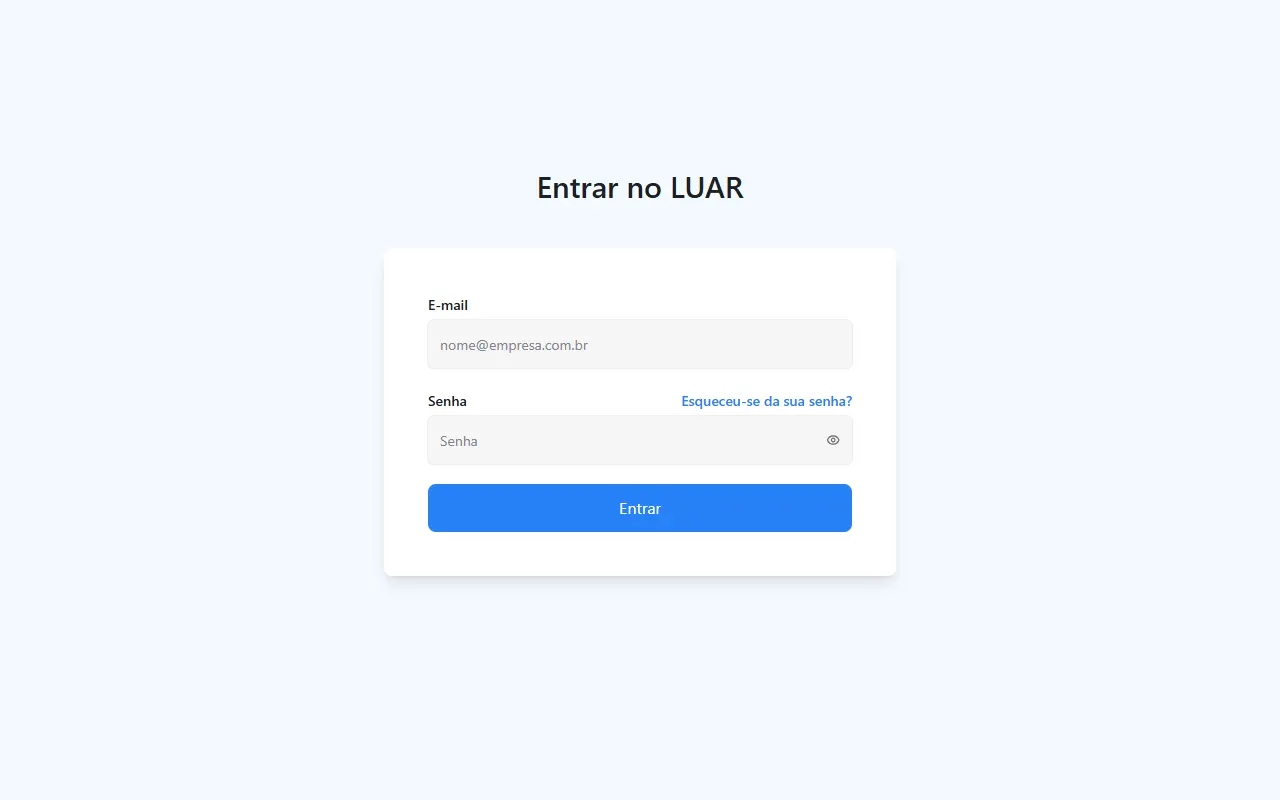 Entrar no LUAR
E-mail
nome@empresa.com.br
Senha Esqueceu-se da sua senha?
Senha
Entrar